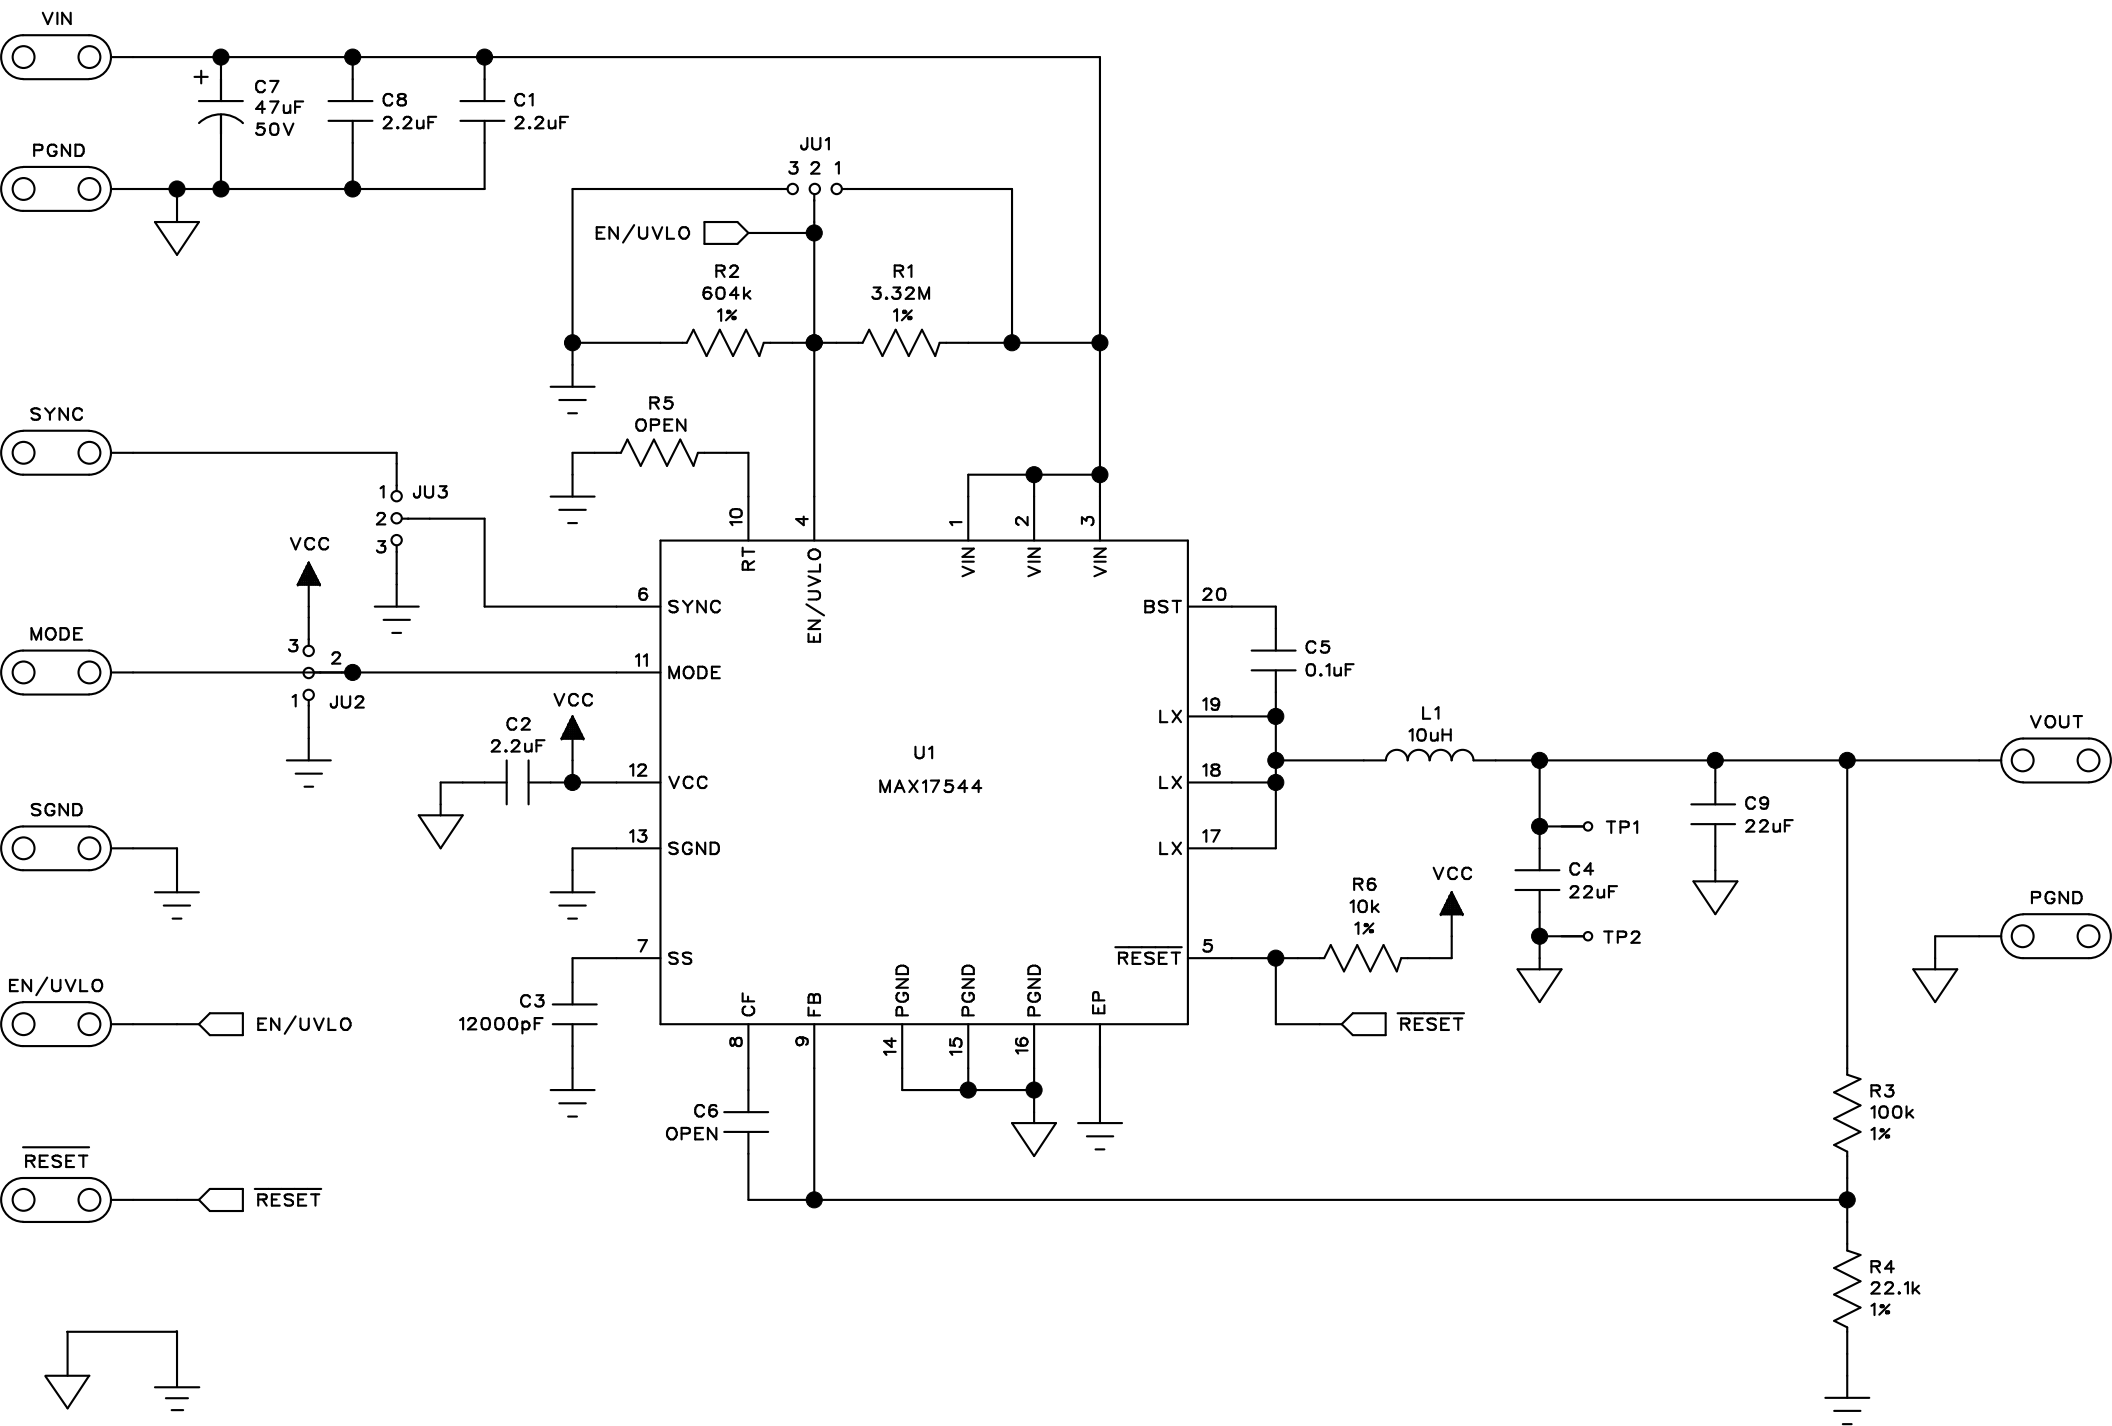 VIN
+
C7
47uF
50V
C8
2.2uF
C1
2.2uF
PGND
JU1
3 2 1
EN/UVLO
R2
604k
1%
R1
3.32M
1%
R5
OPEN
SYNC
1
JU3
2
3
VCC
10
4
1
2
3
RT
EN/UVLO
VIN
VIN
VIN
6
SYNC
MODE
3
2
1
JU2
11
MODE
BST
20
C5
0.1uF
VCC
C2
2.2uF
12
VCC
U1
MAX17544
LX
19
LX
18
LX
17
L1
10uH
VOUT
SGND
13
SGND
TP1
C9
22uF
C4
22uF
TP2
PGND
R6
10k
1%
VCC
7
SS
RESET
5
RESET
EN/UVLO
EN/UVLO
C3
12000pF
CF
FB
PGND
PGND
PGND
EP
8
9
14
15
16
C6
OPEN
R3
100k
1%
RESET
RESET
R4
22.1k
1%